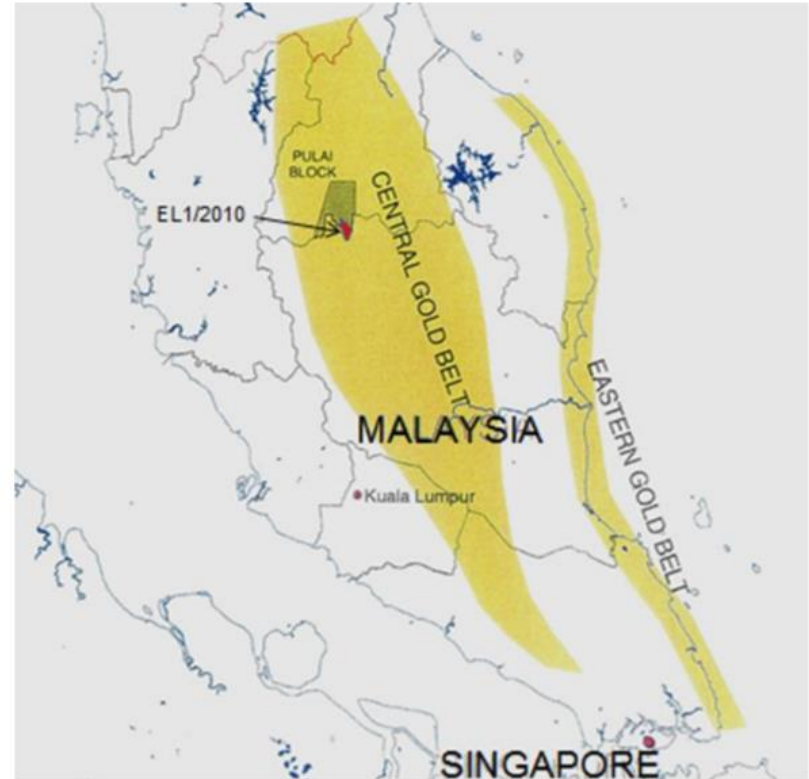 PULAI
BLOCK
EL1/2010
CENTRAL GOLD BELT
EASTERN GOLD BELT
MALAYSIA
Kuala Lumpur
SINGAPORE